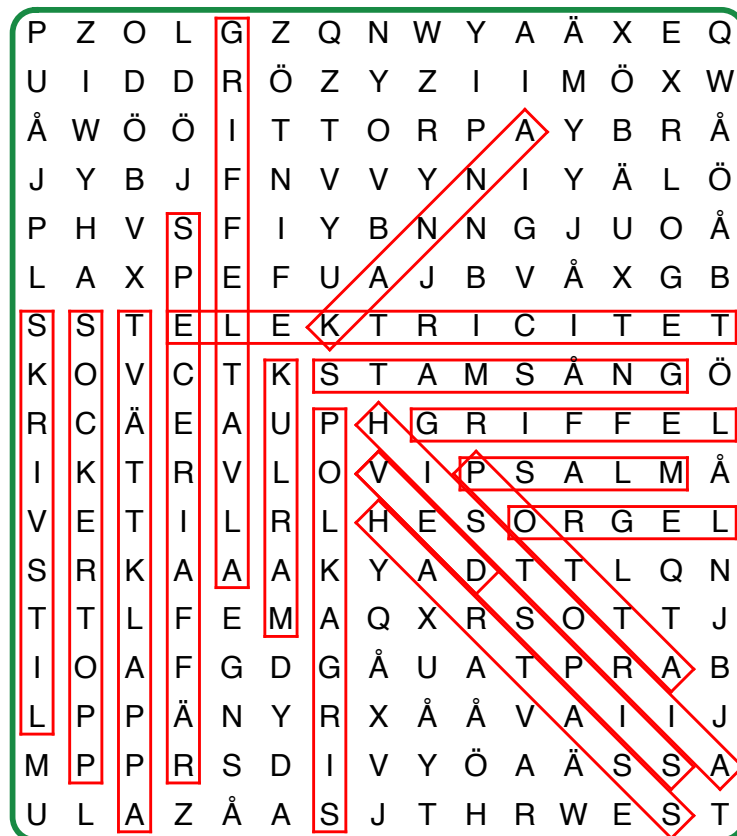 P Z O L G Z Q N W Y A Ä X E Q
U I D D R Ö Z Y Z I I M Ö X W
Å W Ö Ö I T T O R P A Y B R Å
J Y B J F N V V Y N I Y Ä L Ö
P H V S F I Y B N N G J U O Å
L A X P E F U A J B V Å X G B
S S T E L E K T R I C I T E T
K O V C T K S T A M S Å N G Ö
R C Ä E A U P H G R I F F E L
I K T R V L O V I P S A L M Å
V E T I L R L H E S O R G E L
S R K A A A K Y A D T T L Q N
T T L F E M A Q X R S O T T J
I O A F G D G Å U A T P R A B
L P P Ä N Y R X Å Å V A I I J
M P P R S D I V Y Ö A Ä S S A
U L A Z Å A S J T H R W E S T